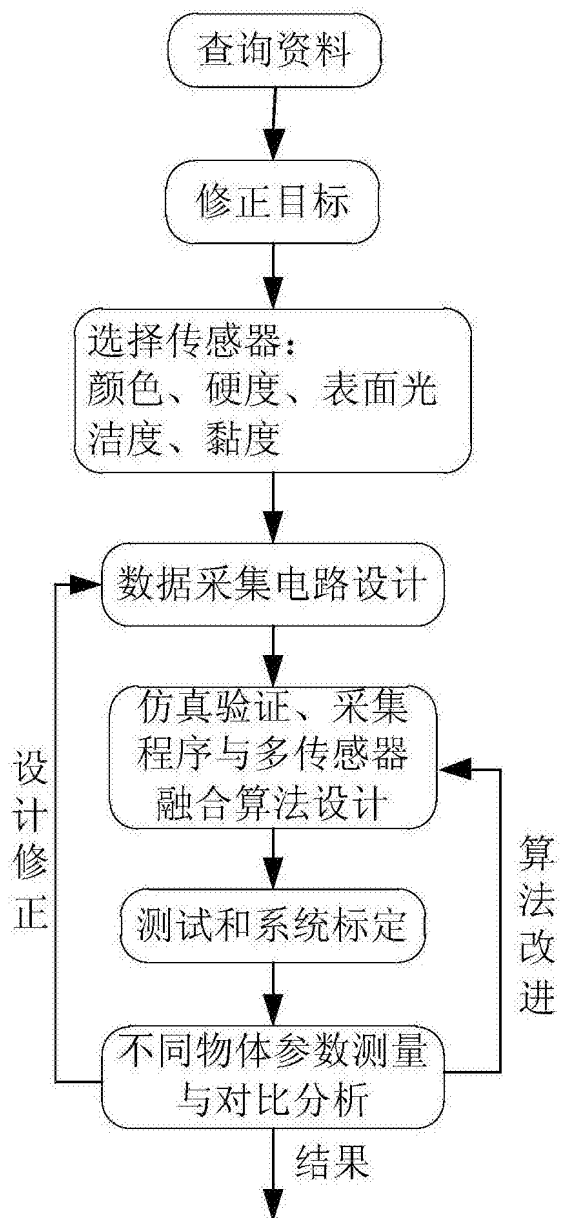 查询资料
修正目标
选择传感器：
颜色、硬度、表面光
洁度、黏度
数据采集电路设计
仿真验证、采集
程序与多传感器
融合算法设计
设计修正
算法改进
测试和系统标定
不同物体参数测量
与对比分析
结果